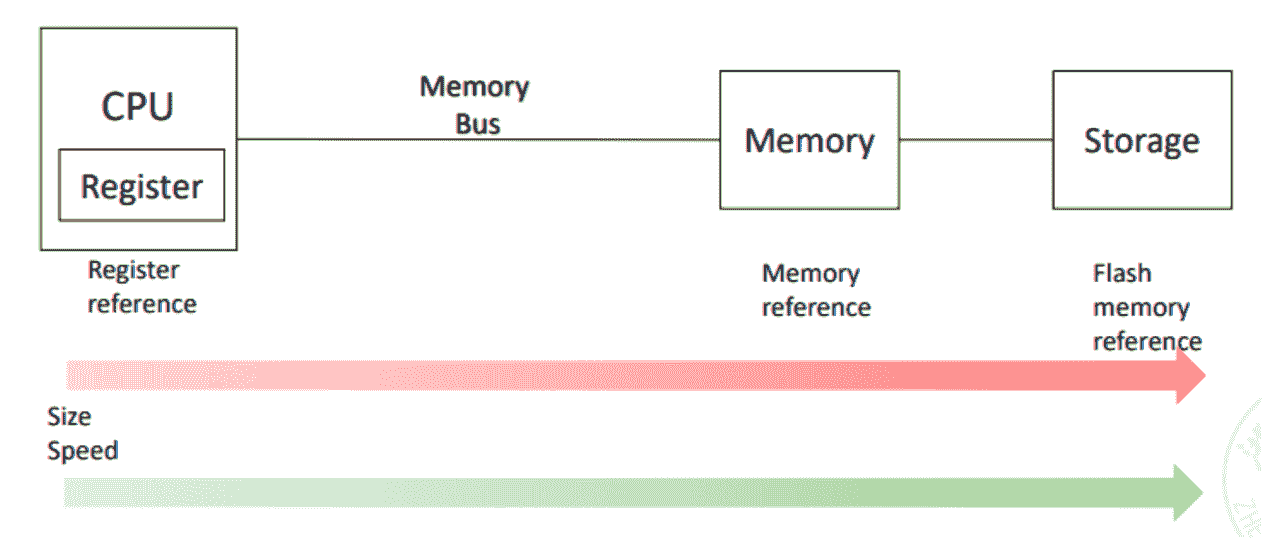 CPU
Register
Memory
Bus
Memory
Storage
Register
reference
Memory
reference
Flash
memory
reference
Size
Speed